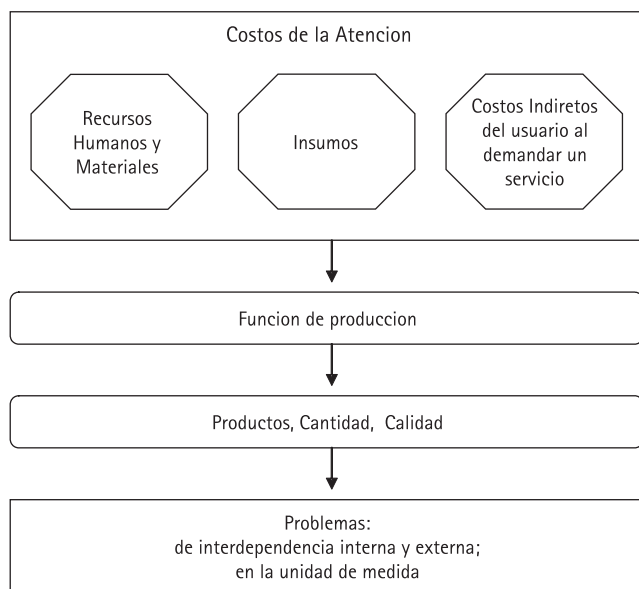 Costos de la Atencion
Recursos
Humanos y
Materiales
Insumos
Costos Indiretos
del usuario al
demandar un
servicio
Funcion de produccion
Productos, Cantidad, Calidad
Problemas:
de interdependencia interna y externa;
en la unidad de medida